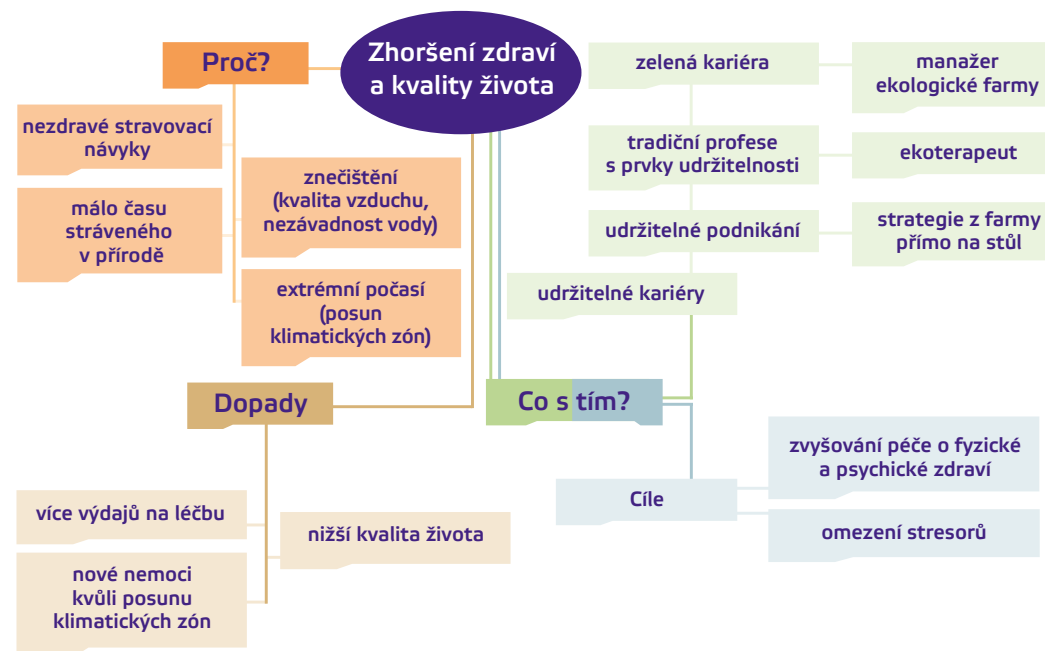 Zhoršení zdraví
a kvality života
Proč?
nezdravé stravovací
návyky
málo času
stráveného
v přírodě
znečištění
(kvalita vzduchu,
nezávadnost vody)
extrémní počasí
(posun
klimatických zón)
Dopady
více výdajů na léčbu
nižší kvalita života
nové nemoci
kvůli posunu
klimatických zón
zelená kariéra
manažer
ekologické farmy
tradiční profese
s prvky udržitelnosti
ekoterapeut
udržitelné podnikání
strategie z farmy
přímo na stůl
udržitelné kariéry
Co s tím?
Cíle
zvyšování péče o fyzické
a psychické zdraví
omezení stresorů